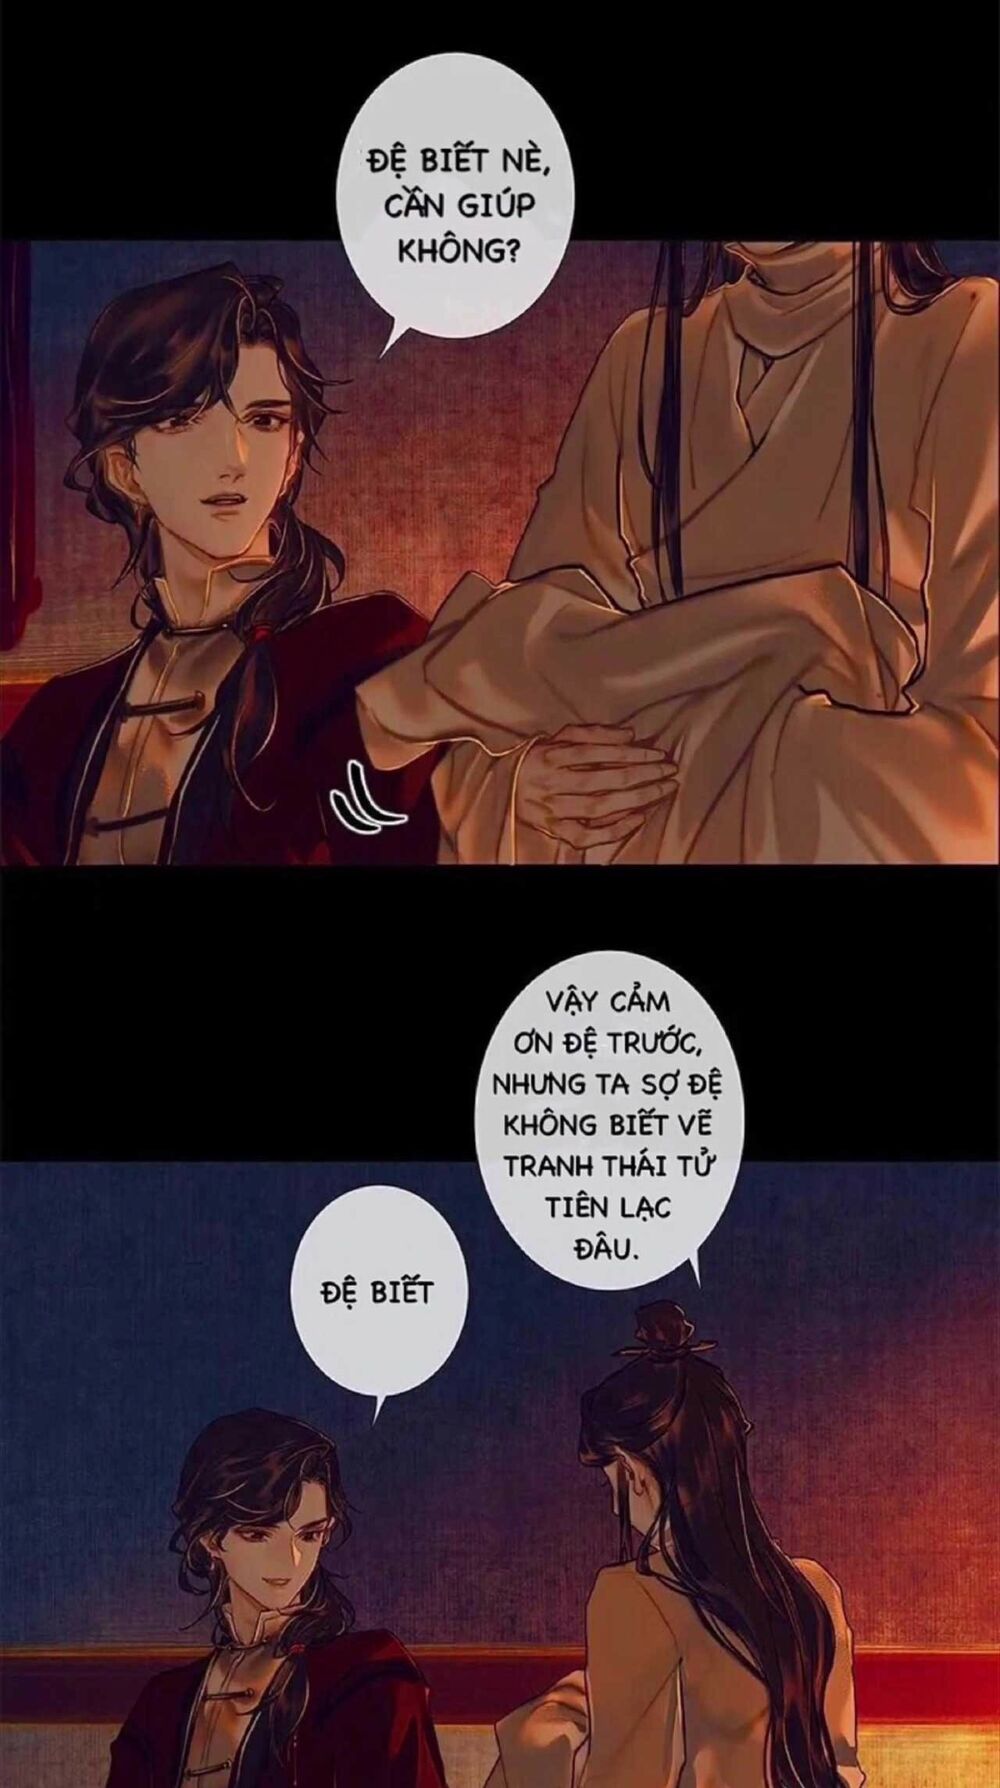 ĐỆ BIẾT NÈ,
CẦN GIÚP
KHÔNG?
VẬY CẢM
ƠN ĐỆ TRƯỚC,
NHƯNG TA SỢ ĐỆ
KHÔNG BIẾT VẼ
TRANH THÁI TỬ
TIÊN LẠC
ĐÂU.
ĐỆ BIẾT